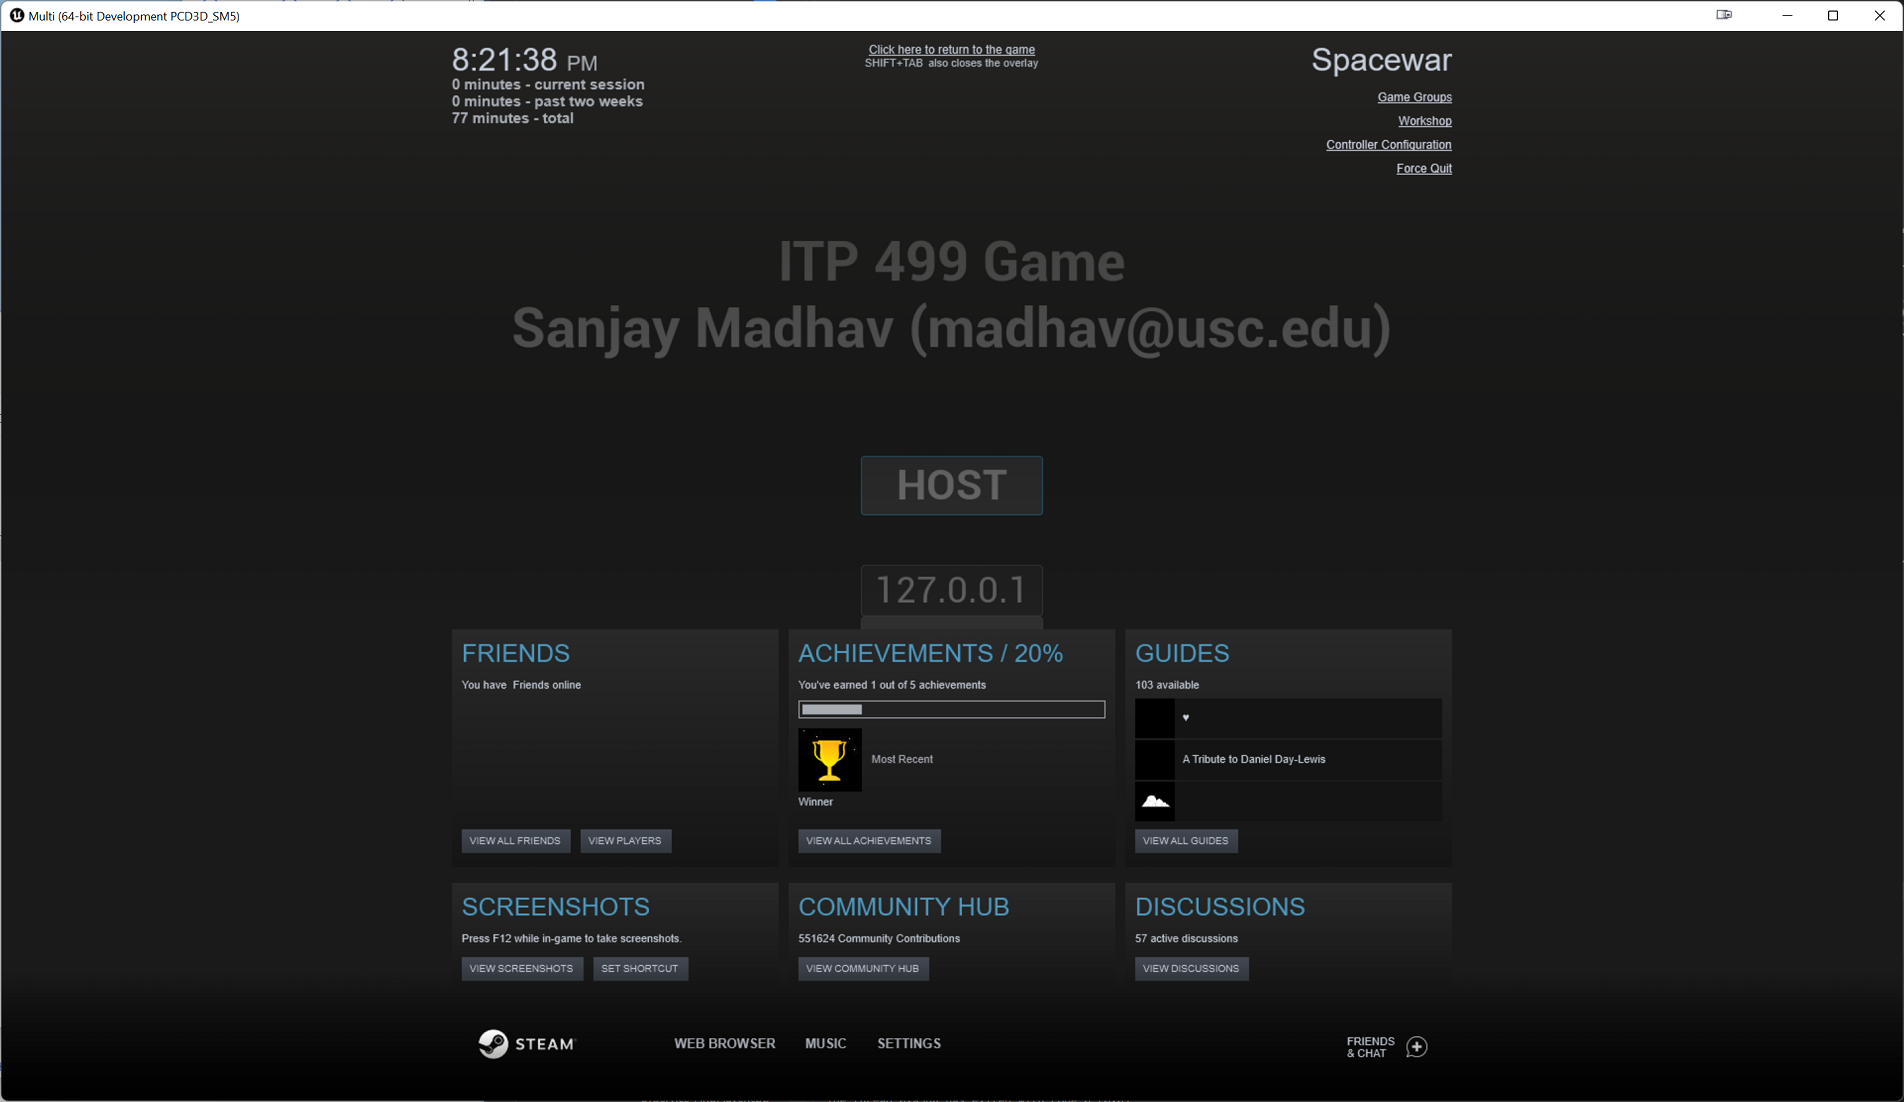 Multi (64-bit Development PCD3D_SM5)
8:21:38 PM
0 minutes - current session
0 minutes - past two weeks
77 minutes - total
Click here to return to the game
SHIFT+TAB also closes the overlay
Spacewar
Game Groups
Workshop
Controller Configuration
Force Quit
ITP 499 Game
Sanjay Madhav (madhav@usc.edu)
HOST
127.0.0.1
FRIENDS
You have Friends online
VIEW ALL FRIENDS VIEW PLAYERS
ACHIEVEMENTS / 20%
You've earned 1 out of 5 achievements
Most Recent
Winner
VIEW ALL ACHIEVEMENTS
GUIDES
103 available
♥
A Tribute to Daniel Day-Lewis
VIEW ALL GUIDES
SCREENSHOTS
Press F12 while in-game to take screenshots.
VIEW SCREENSHOTS SET SHORTCUT
COMMUNITY HUB
551624 Community Contributions
VIEW COMMUNITY HUB
DISCUSSIONS
57 active discussions
VIEW DISCUSSIONS
STEAM
WEB BROWSER MUSIC SETTINGS
FRIENDS
& CHAT